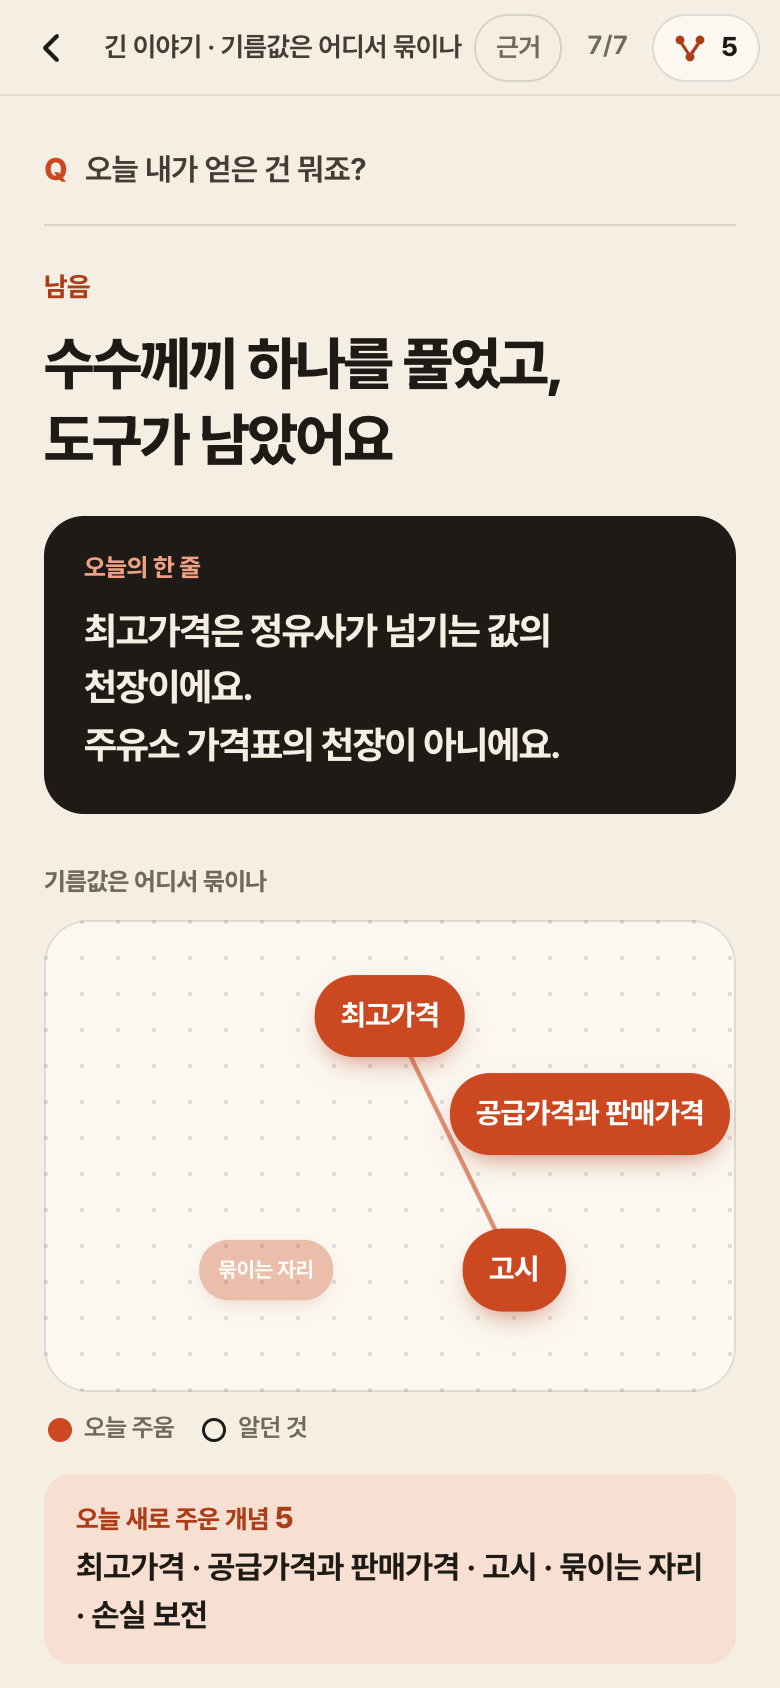 긴 이야기 · 기름값은 어디서 묶이나 근거 7/7 5
Q 오늘 내가 얻은 건 뭐죠?
남음
수수께끼 하나를 풀었고,
도구가 남았어요
오늘의 한 줄
최고가격은 정유사가 넘기는 값의
천장이에요.
주유소 가격표의 천장이 아니에요.
기름값은 어디서 묶이나
최고가격
공급가격과 판매가격
묶이는 자리
고시
오늘 주움 알던 것
오늘 새로 주운 개념 5
최고가격 · 공급가격과 판매가격 · 고시 · 묶이는 자리
· 손실 보전